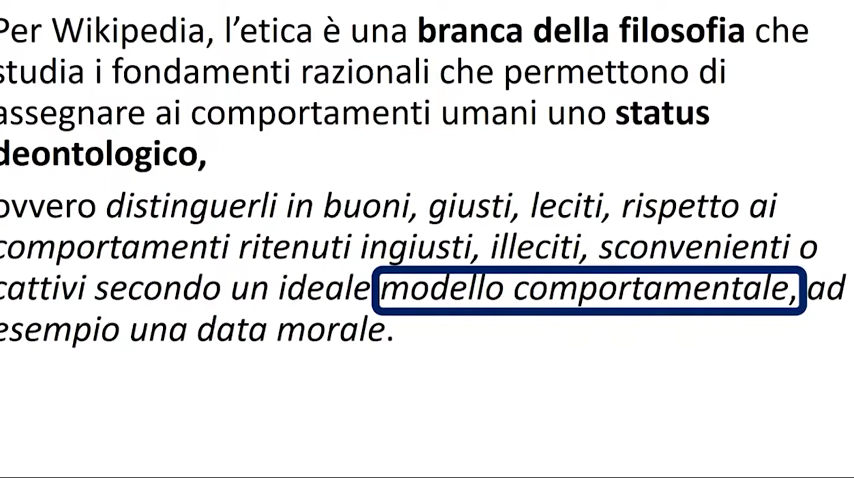 Per Wikipedia, l’etica è una branca della filosofia che
studia i fondamenti razionali che permettono di
assegnare ai comportamenti umani uno status
deontologico,
ovvero distinguerli in buoni, giusti, leciti, rispetto ai
comportamenti ritenuti ingiusti, illeciti, sconvenienti o
cattivi secondo un ideale modello comportamentale, ad
esempio una data morale.